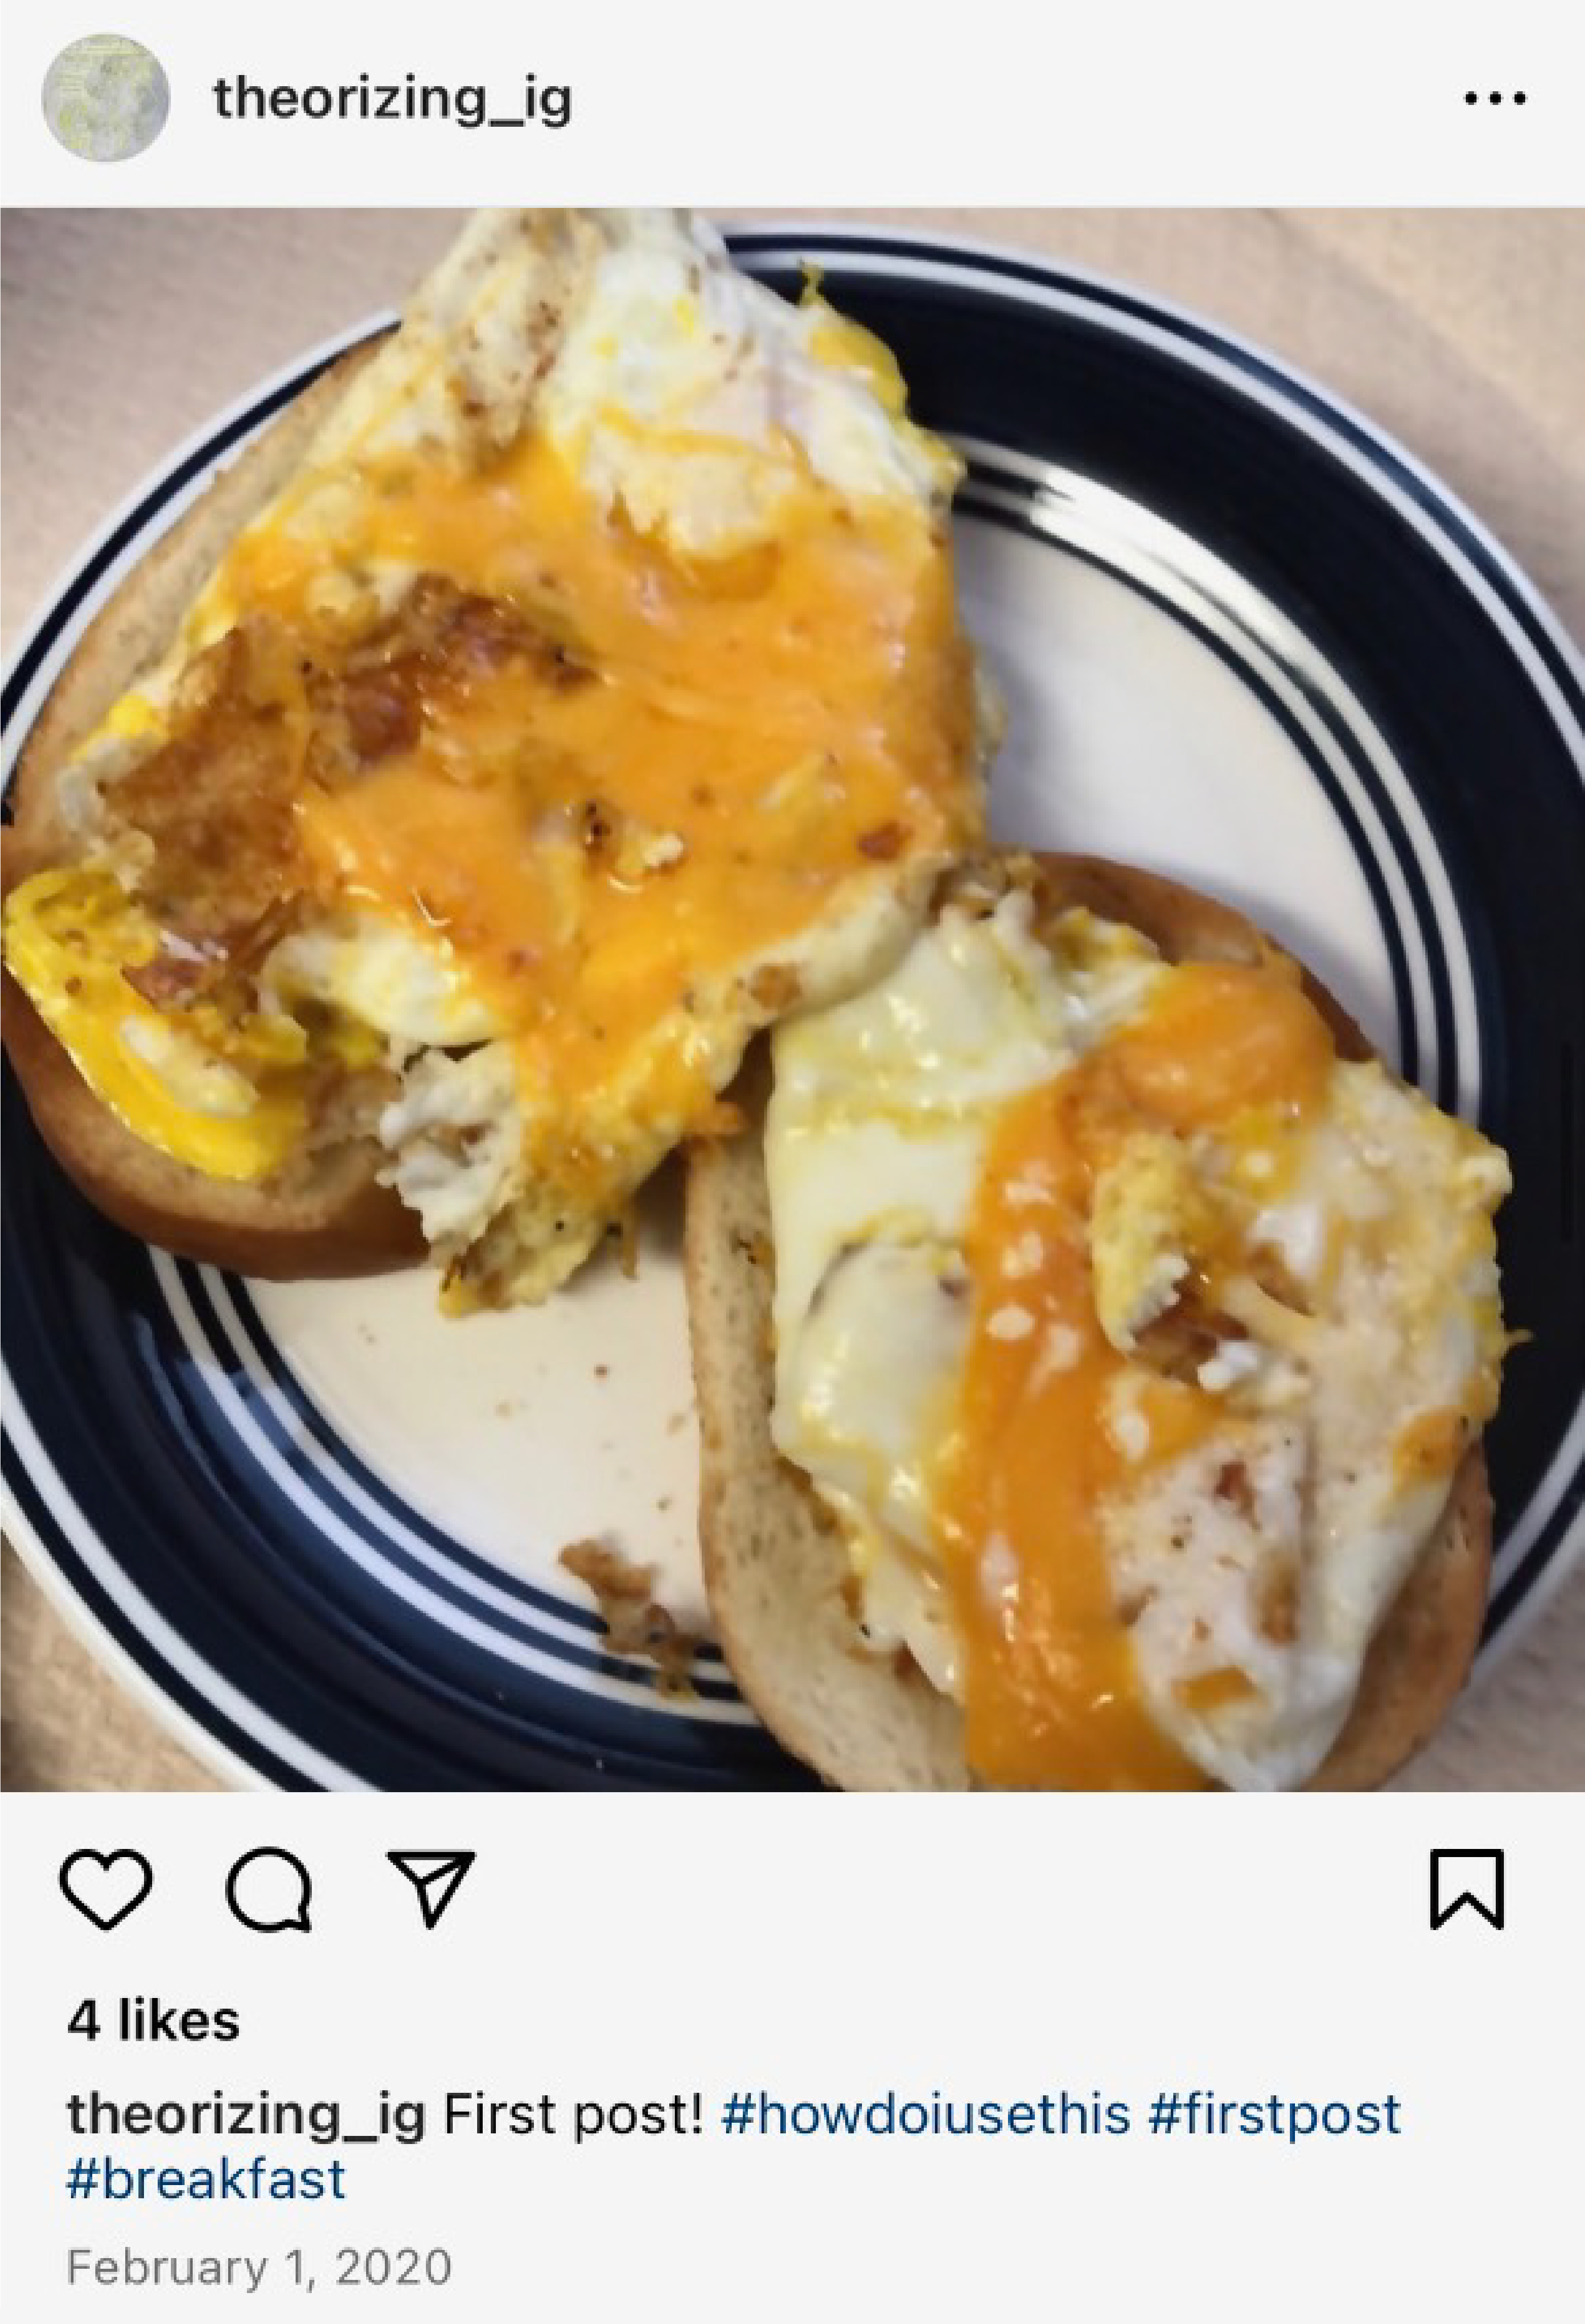 theorizing_ig
4 likes
theorizing_ig First post! #howdoiusethis #firstpost
#breakfast
February 1, 2020